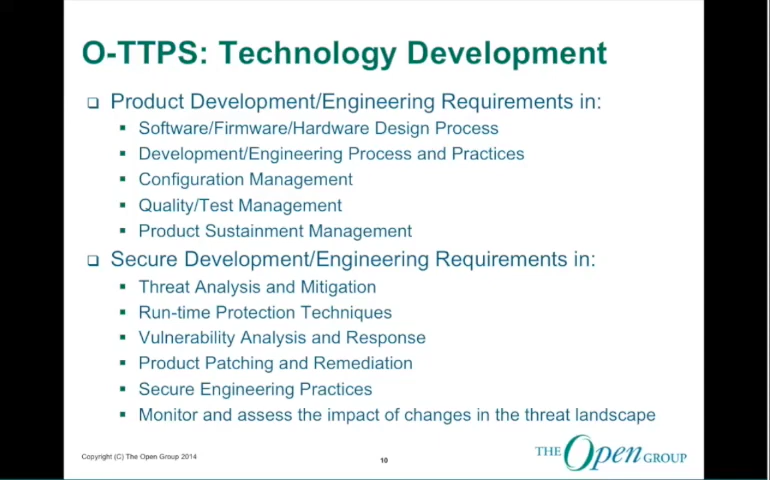 O-TTPS: Technology Development
Product Development/Engineering Requirements in:
Software/Firmware/Hardware Design Process
Development/Engineering Process and Practices
Configuration Management
Quality/Test Management
Product Sustainment Management
Secure Development/Engineering Requirements in:
Threat Analysis and Mitigation
Run-time Protection Techniques
Vulnerability Analysis and Response
Product Patching and Remediation
Secure Engineering Practices
Monitor and assess the impact of changes in the threat landscape
Copyright (C) The Open Group 2014
10
THE Open GROUP